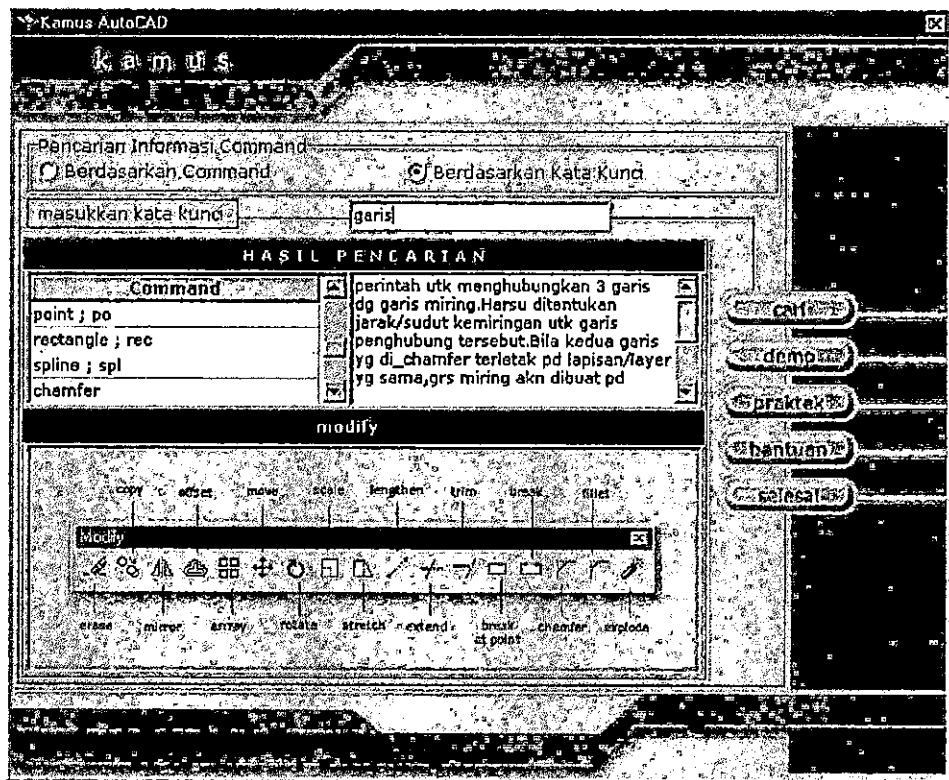 Kamus AutoCAD
kamus
Pencarian Informasi Command
Berdasarkan Command
Berdasarkan Kata Kunci
masukkan kata kunci
garis
HASIL PENCARIAN
Command
point ; po
rectangle ; rec
spline ; spl
chamfer
perintah utk menghubungkan 3 garis
dg garis miring.Harsu ditantukan
jarak/sudut kemiringan utk garis
penghubung tersebut.Bila kedua garis
yg di_chamfer terletak pd lapisan/layer
yg sama,grs miring akn dibuat pd
cari
demo
praktek
bantuan
selesai
modify
copy offset move scale lengthen trim break fillet
Modify
erase mirror array rotate stretch extend break at point chamfer explode